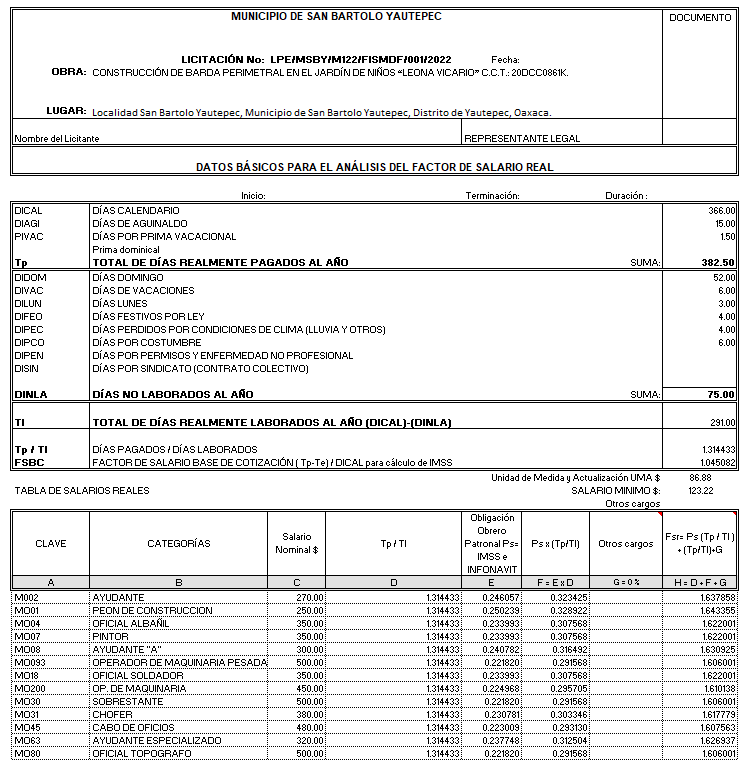 MUNICIPIO DE SAN BARTOLO YAUTEPEC
DOCUMENTO
LICITACIÓN No: LPE/MSBY/M122/FISMDF/001/2022 Fecha:
OBRA: CONSTRUCCIÓN DE BARDA PERIMETRAL EN EL JARDÍN DE NIÑOS “LEONA VICARIO” C.C.T.: 20DCC0861K.
LUGAR: Localidad San Bartolo Yautepec, Municipio de San Bartolo Yautepec, Distrito de Yautepec, Oaxaca.
Nombre del Licitante REPRESENTANTE LEGAL
DATOS BÁSICOS PARA EL ANÁLISIS DEL FACTOR DE SALARIO REAL
Inicio: Terminación: Duración :
DICAL DÍAS CALENDARIO 366.00
DIAGI DÍAS DE AGUINALDO 15.00
PIVAC DÍAS POR PRIMA VACACIONAL 1.50
Prima dominical
Tp TOTAL DE DÍAS REALMENTE PAGADOS AL AÑO SUMA: 382.50
DIDOM DÍAS DOMINGO 52.00
DIVAC DÍAS DE VACACIONES 6.00
DILUN DÍAS LUNES 3.00
DIFEO DÍAS FESTIVOS POR LEY 4.00
DIPEC DÍAS PERDIDOS POR CONDICIONES DE CLIMA (LLUVIA Y OTROS) 4.00
DIPCO DÍAS POR COSTUMBRE 6.00
DIPEN DÍAS POR PERMISOS Y ENFERMEDAD NO PROFESIONAL
DISIN DÍAS POR SINDICATO (CONTRATO COLECTIVO)
DINLA DÍAS NO LABORADOS AL AÑO SUMA: 75.00
TI TOTAL DE DÍAS REALMENTE LABORADOS AL AÑO (DICAL)-(DINLA) 291.00
Tp / TI DÍAS PAGADOS / DÍAS LABORADOS 1.314433
FSBC FACTOR DE SALARIO BASE DE COTIZACIÓN ( Tp-Te) / DICAL para cálculo de IMSS 1.045082
Unidad de Medida y Actualización UMA $ 86.88
TABLA DE SALARIOS REALES SALARIO MINIMO $: 123.22
Otros cargos
CLAVE CATEGORÍAS Salario Nominal $ Tp / TI Obligación Obrero Patronal Ps= IMSS e INFONAVIT Ps x (Tp/TI) Otros cargos Fsr= Ps (Tp / TI ) + (Tp/TI)+G
A B C D E F = E x D G = 0 % H = D + F + G
MO02 AYUDANTE 270.00 1.314433 0.246057 0.323425 1.637858
MO01 PEON DE CONSTRUCCION 250.00 1.314433 0.250239 0.328922 1.643355
MO04 OFICIAL ALBAÑIL 350.00 1.314433 0.233993 0.307568 1.622001
MO07 PINTOR 350.00 1.314433 0.233993 0.307568 1.622001
MO08 AYUDANTE "A" 300.00 1.314433 0.240782 0.316492 1.630925
MO093 OPERADOR DE MAQUINARIA PESADA 500.00 1.314433 0.221820 0.291568 1.606001
MO18 OFICIAL SOLDADOR 350.00 1.314433 0.233993 0.307568 1.622001
MO200 OP. DE MAQUINARIA 450.00 1.314433 0.224968 0.295705 1.610138
MO30 SOBRESTANTE 500.00 1.314433 0.221820 0.291568 1.606001
MO31 CHOFER 380.00 1.314433 0.230781 0.303346 1.617779
MO45 CABO DE OFICIOS 480.00 1.314433 0.223009 0.293130 1.607563
MO63 AYUDANTE ESPECIALIZADO 320.00 1.314433 0.237748 0.312504 1.626937
MO80 OFICIAL TOPOGRAFO 500.00 1.314433 0.221820 0.291568 1.606001